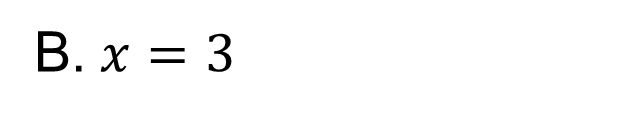 B. x = 3